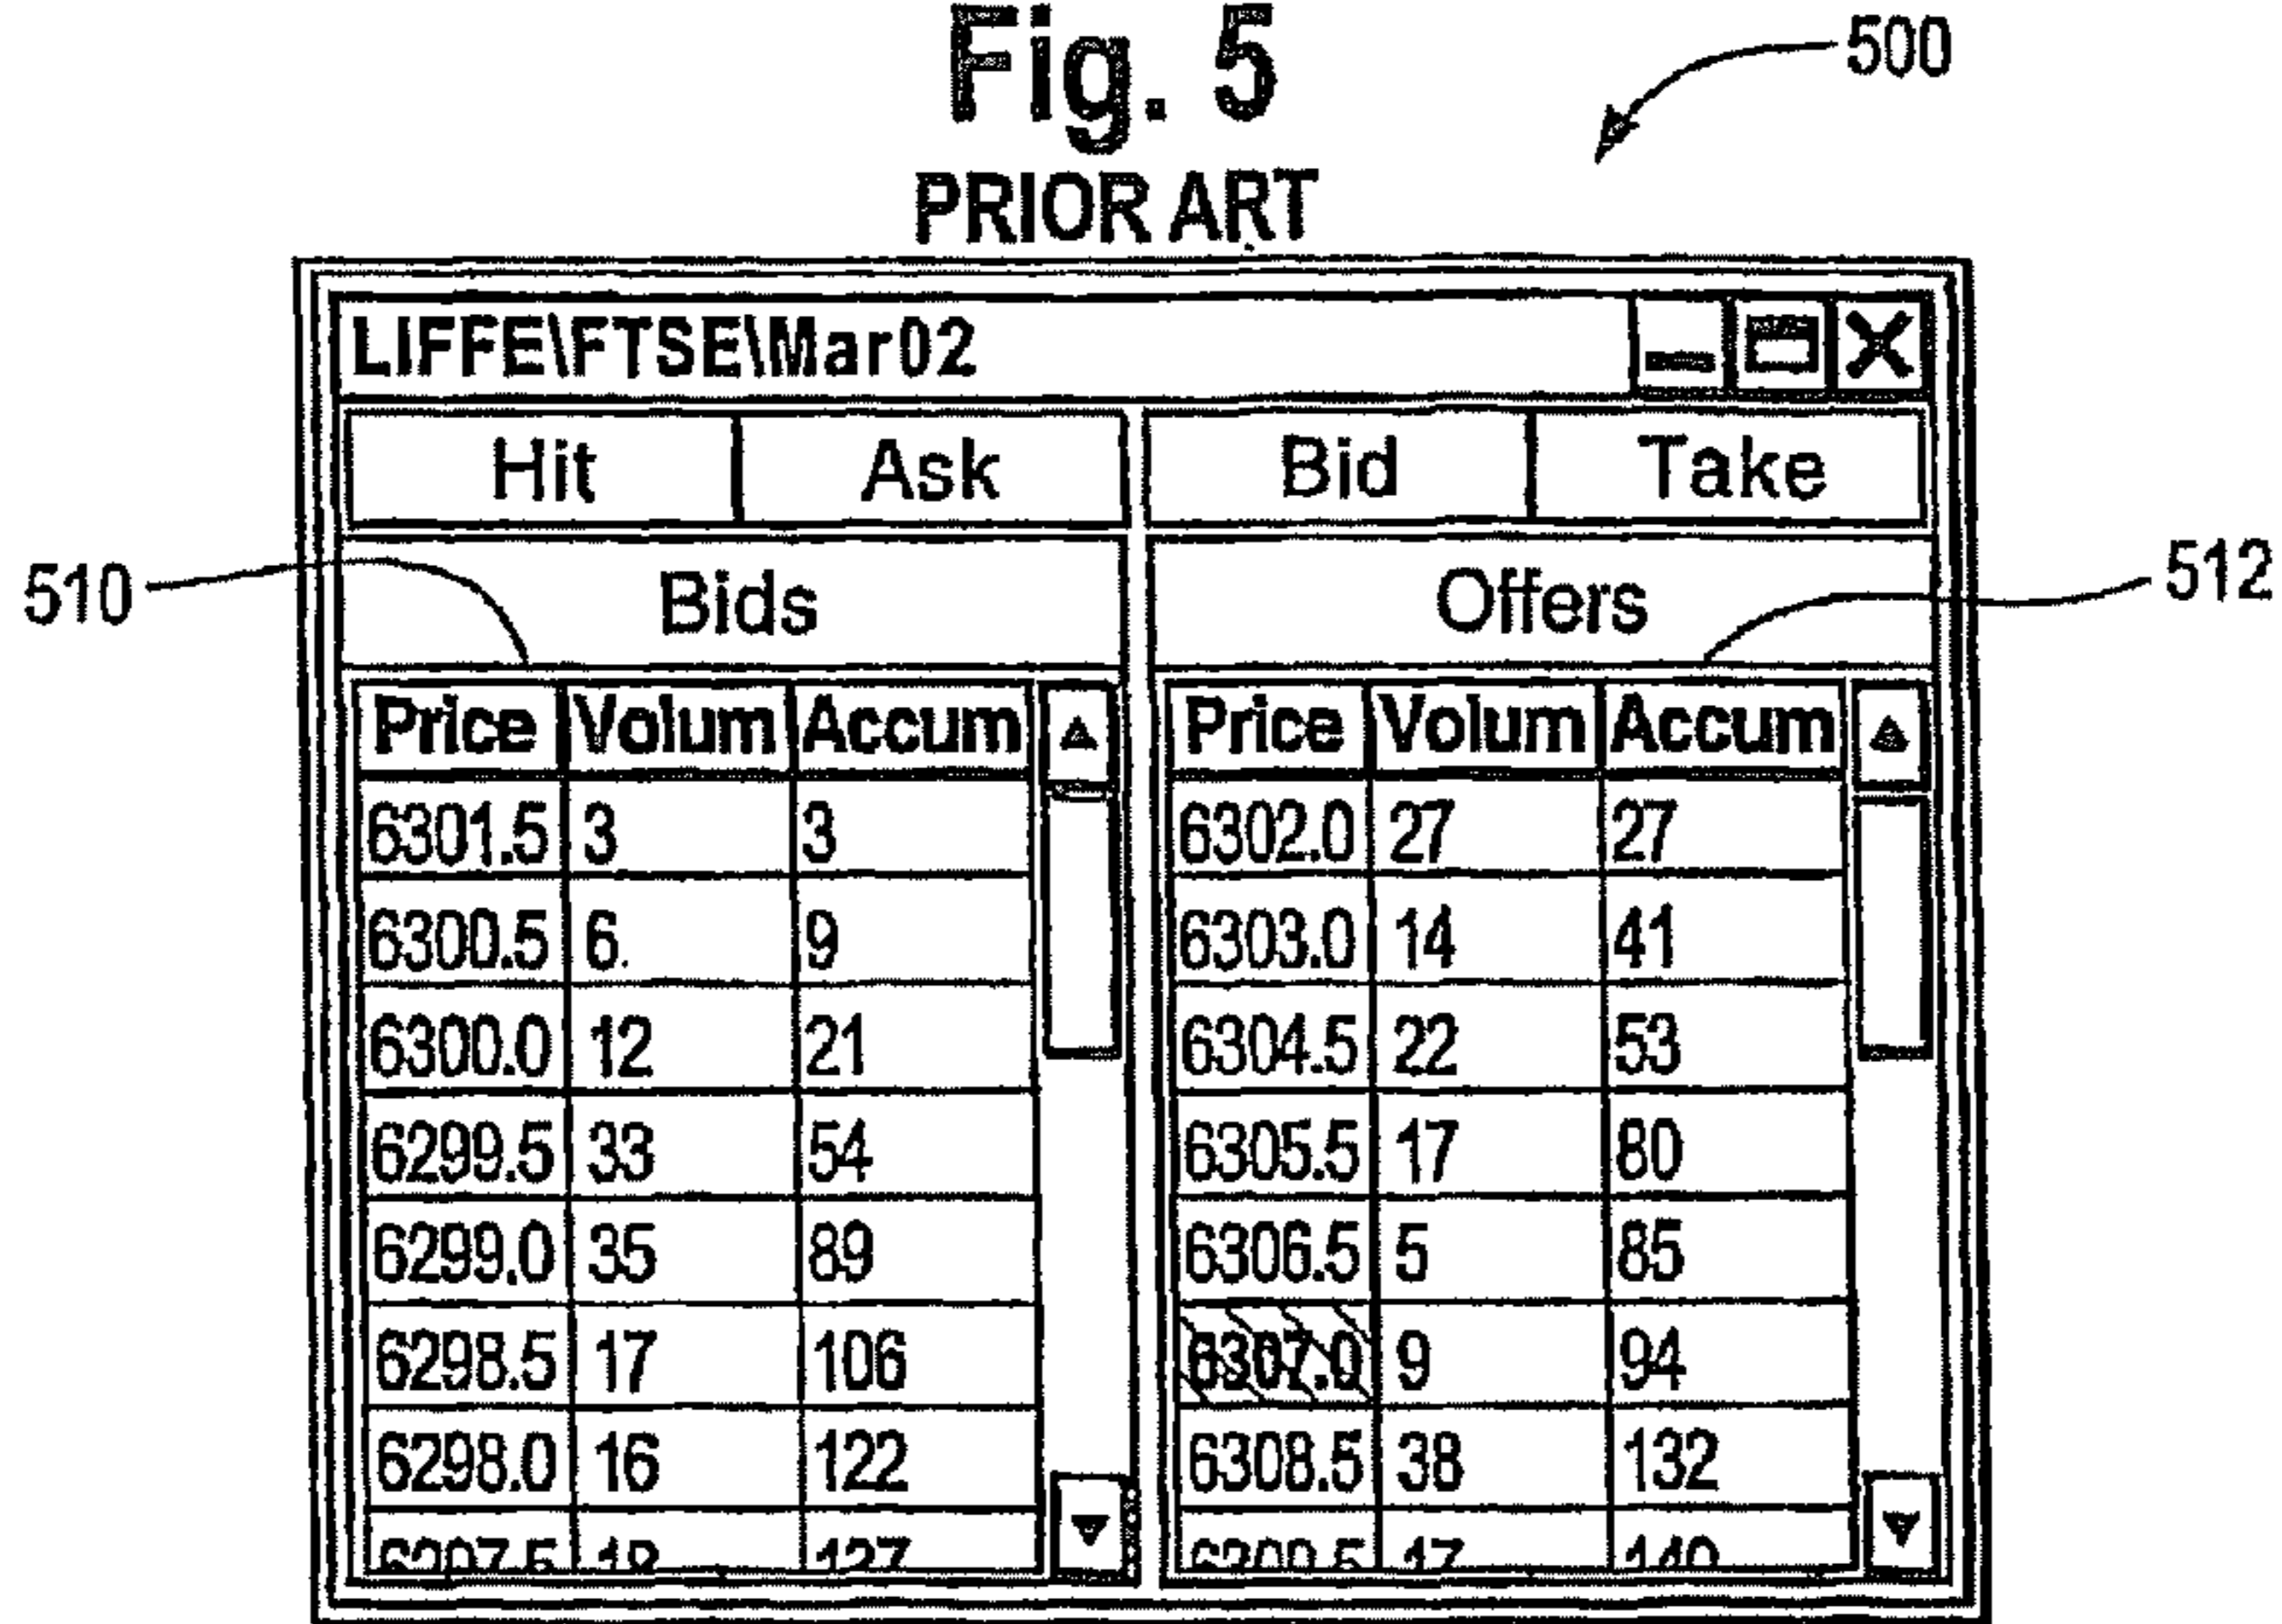 Fig. 5
500
PRIOR ART
LIFFE\FTSE\Mar02
Hit Ask Bid Take
510 Bids Offers 512
Price Volum Accum Price Volum Accum
6301.5 3 3 6302.0 27 27
6300.5 6 9 6303.0 14 41
6300.0 12 21 6304.5 22 53
6299.5 33 54 6305.5 17 80
6299.0 35 89 6306.5 5 85
6298.5 17 106 6307.0 9 94
6298.0 16 122 6308.5 38 132